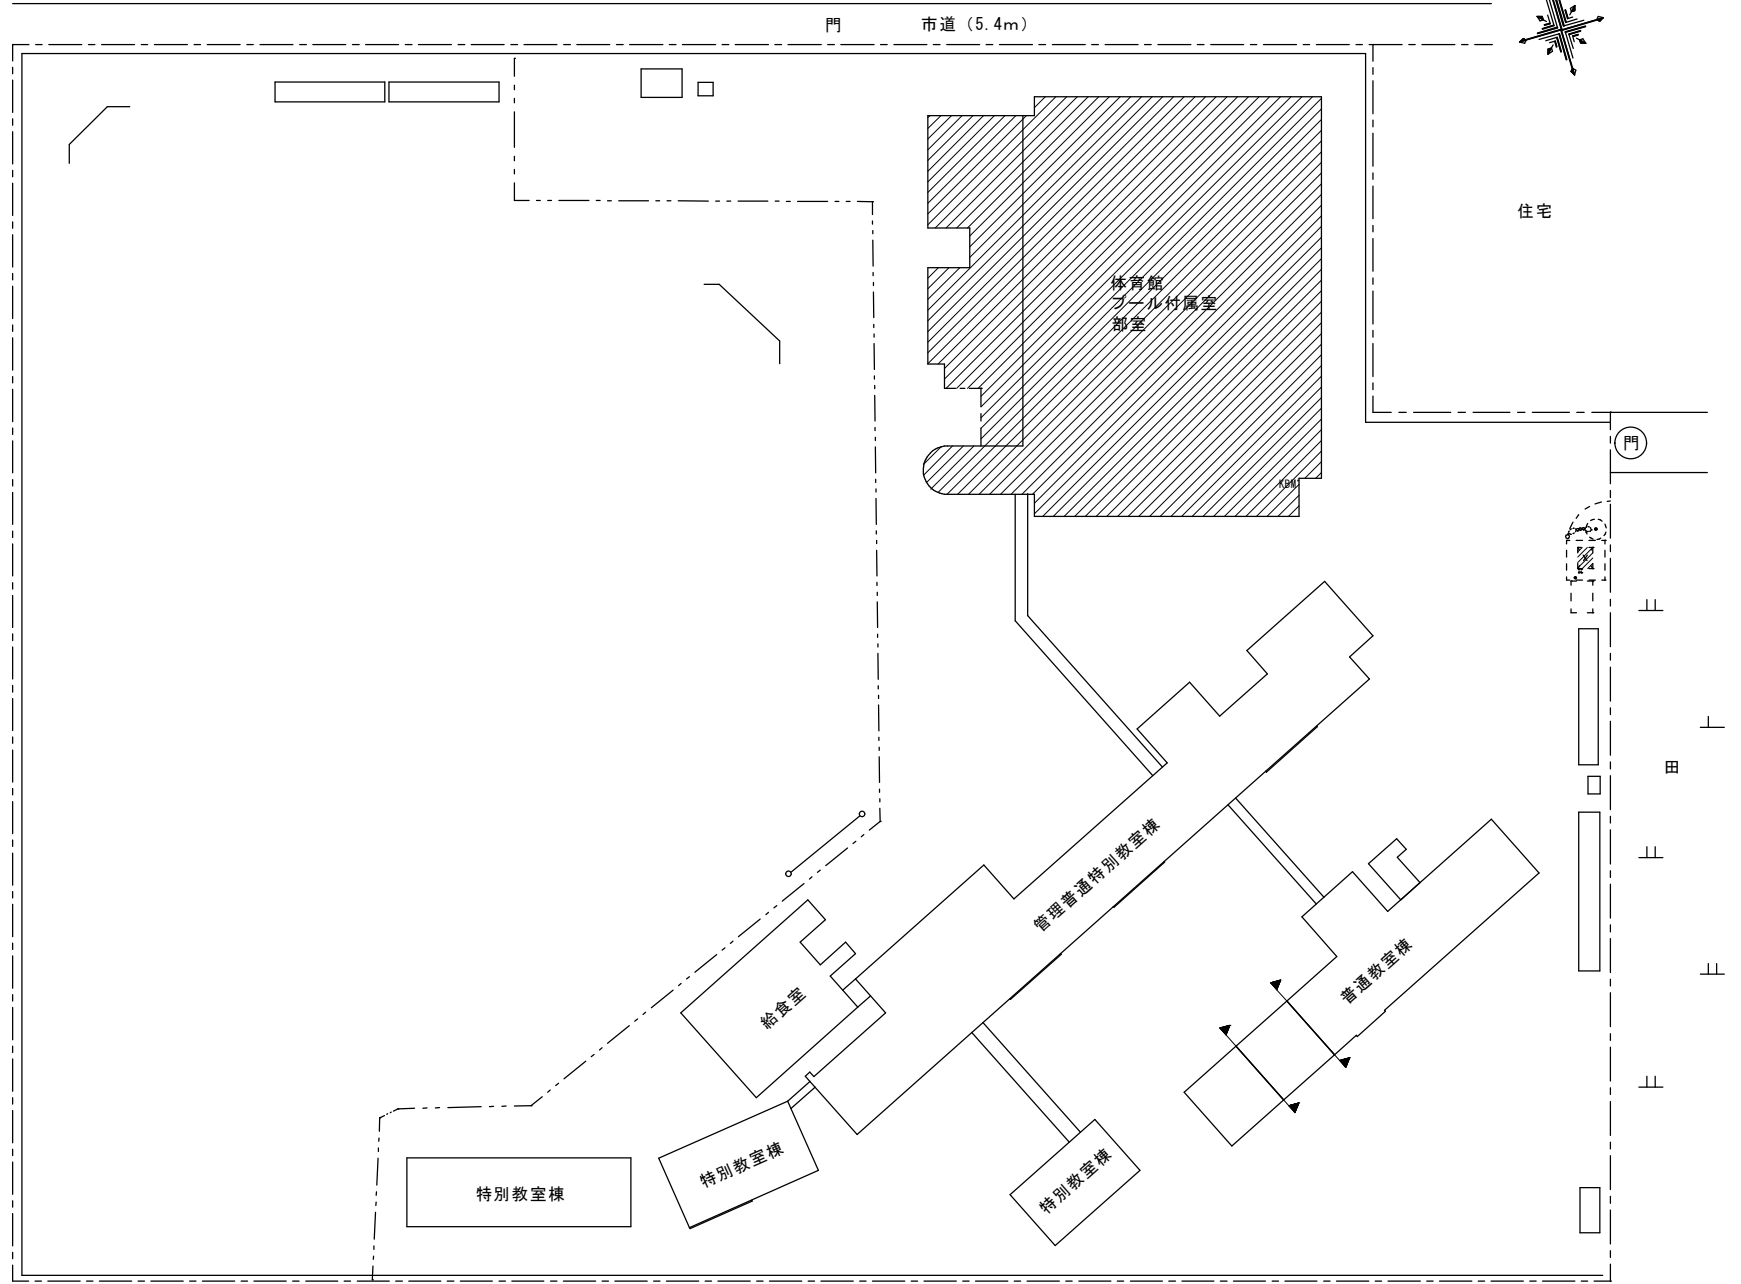 門
市道(5.4m)
住宅
体育館
プール付属室
部室
KBM
門
田
管理普通特別教室棟
普通教室棟
給食室
特別教室棟
特別教室棟
特別教室棟